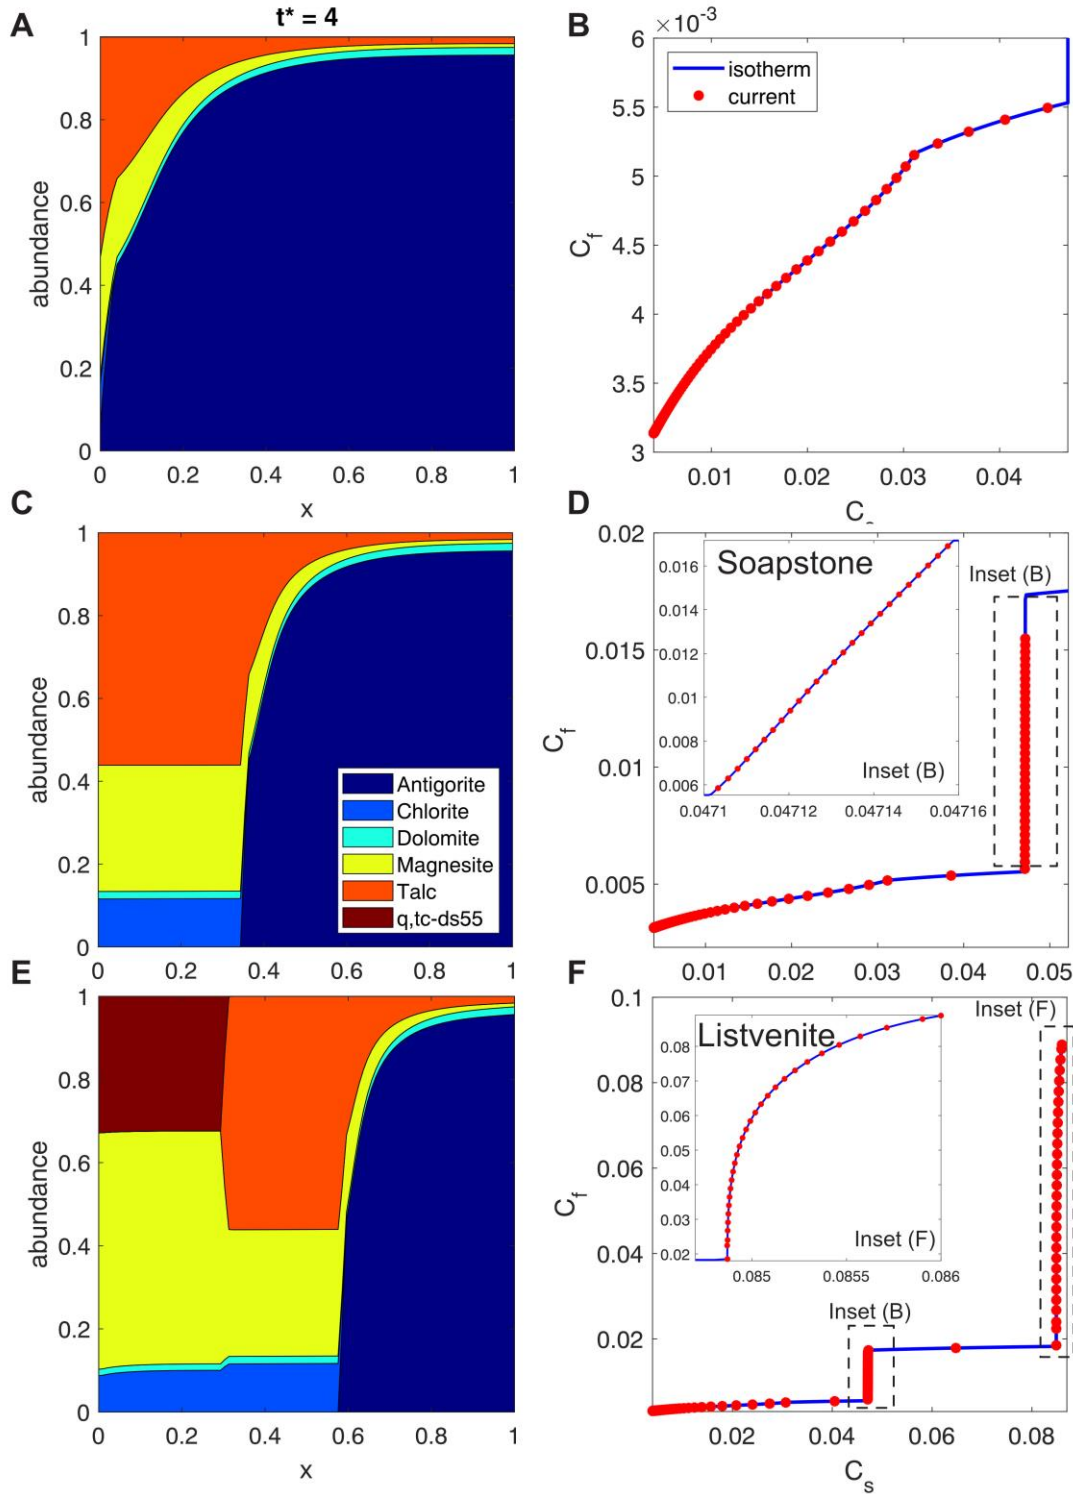 t* = 4
A
abundance
1
0.8
0.6
0.4
0.2
0
0 0.2 0.4 0.6 0.8 1
x
B
×10⁻³
6
5.5
5
4.5
4
3.5
3
C_f
isotherm
current
0.01 0.02 0.03 0.04
C
abundance
1
0.8
0.6
0.4
0.2
0
Antigorite
Chlorite
Dolomite
Magnesite
Talc
q,tc-ds55
0 0.2 0.4 0.6 0.8 1
D
0.02
0.015
0.01
0.005
C_f
Soapstone
Inset (B)
0.016
0.014
0.012
0.01
0.008
0.006
Inset (B)
0.0471 0.04712 0.04714 0.04716
0.01 0.02 0.03 0.04 0.05
E
abundance
1
0.8
0.6
0.4
0.2
0
0 0.2 0.4 0.6 0.8 1
x
F
0.1
0.08
0.06
0.04
0.02
C_f
Inset (F)
Listvenite
0.08
0.07
0.06
0.05
0.04
0.03
0.02
Inset (F)
0.085 0.0855 0.086
Inset (B)
0.02 0.04 0.06 0.08
C_s